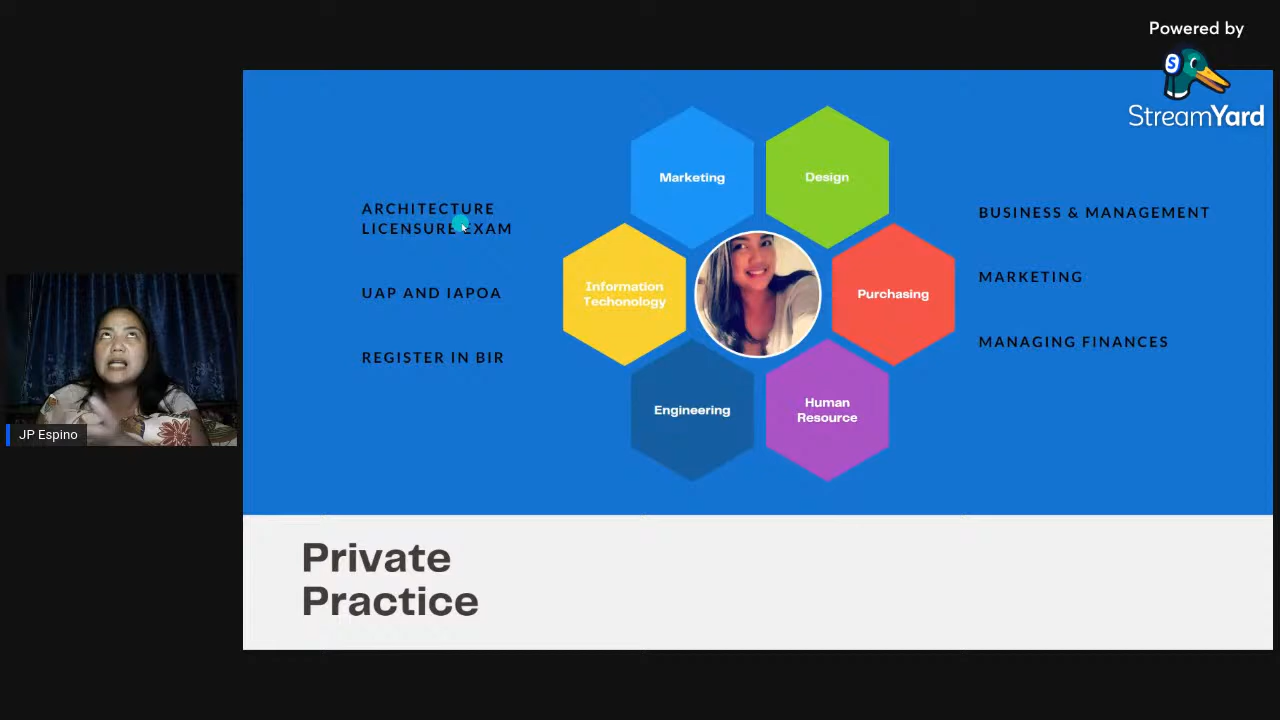 Powered by
StreamYard
Marketing
Design
ARCHITECTURE
LICENSURE EXAM
BUSINESS & MANAGEMENT
UAP AND IAPOA
Information
Techonology
Purchasing
MARKETING
REGISTER IN BIR
MANAGING FINANCES
Engineering
Human
Resource
JP Espino
Private
Practice